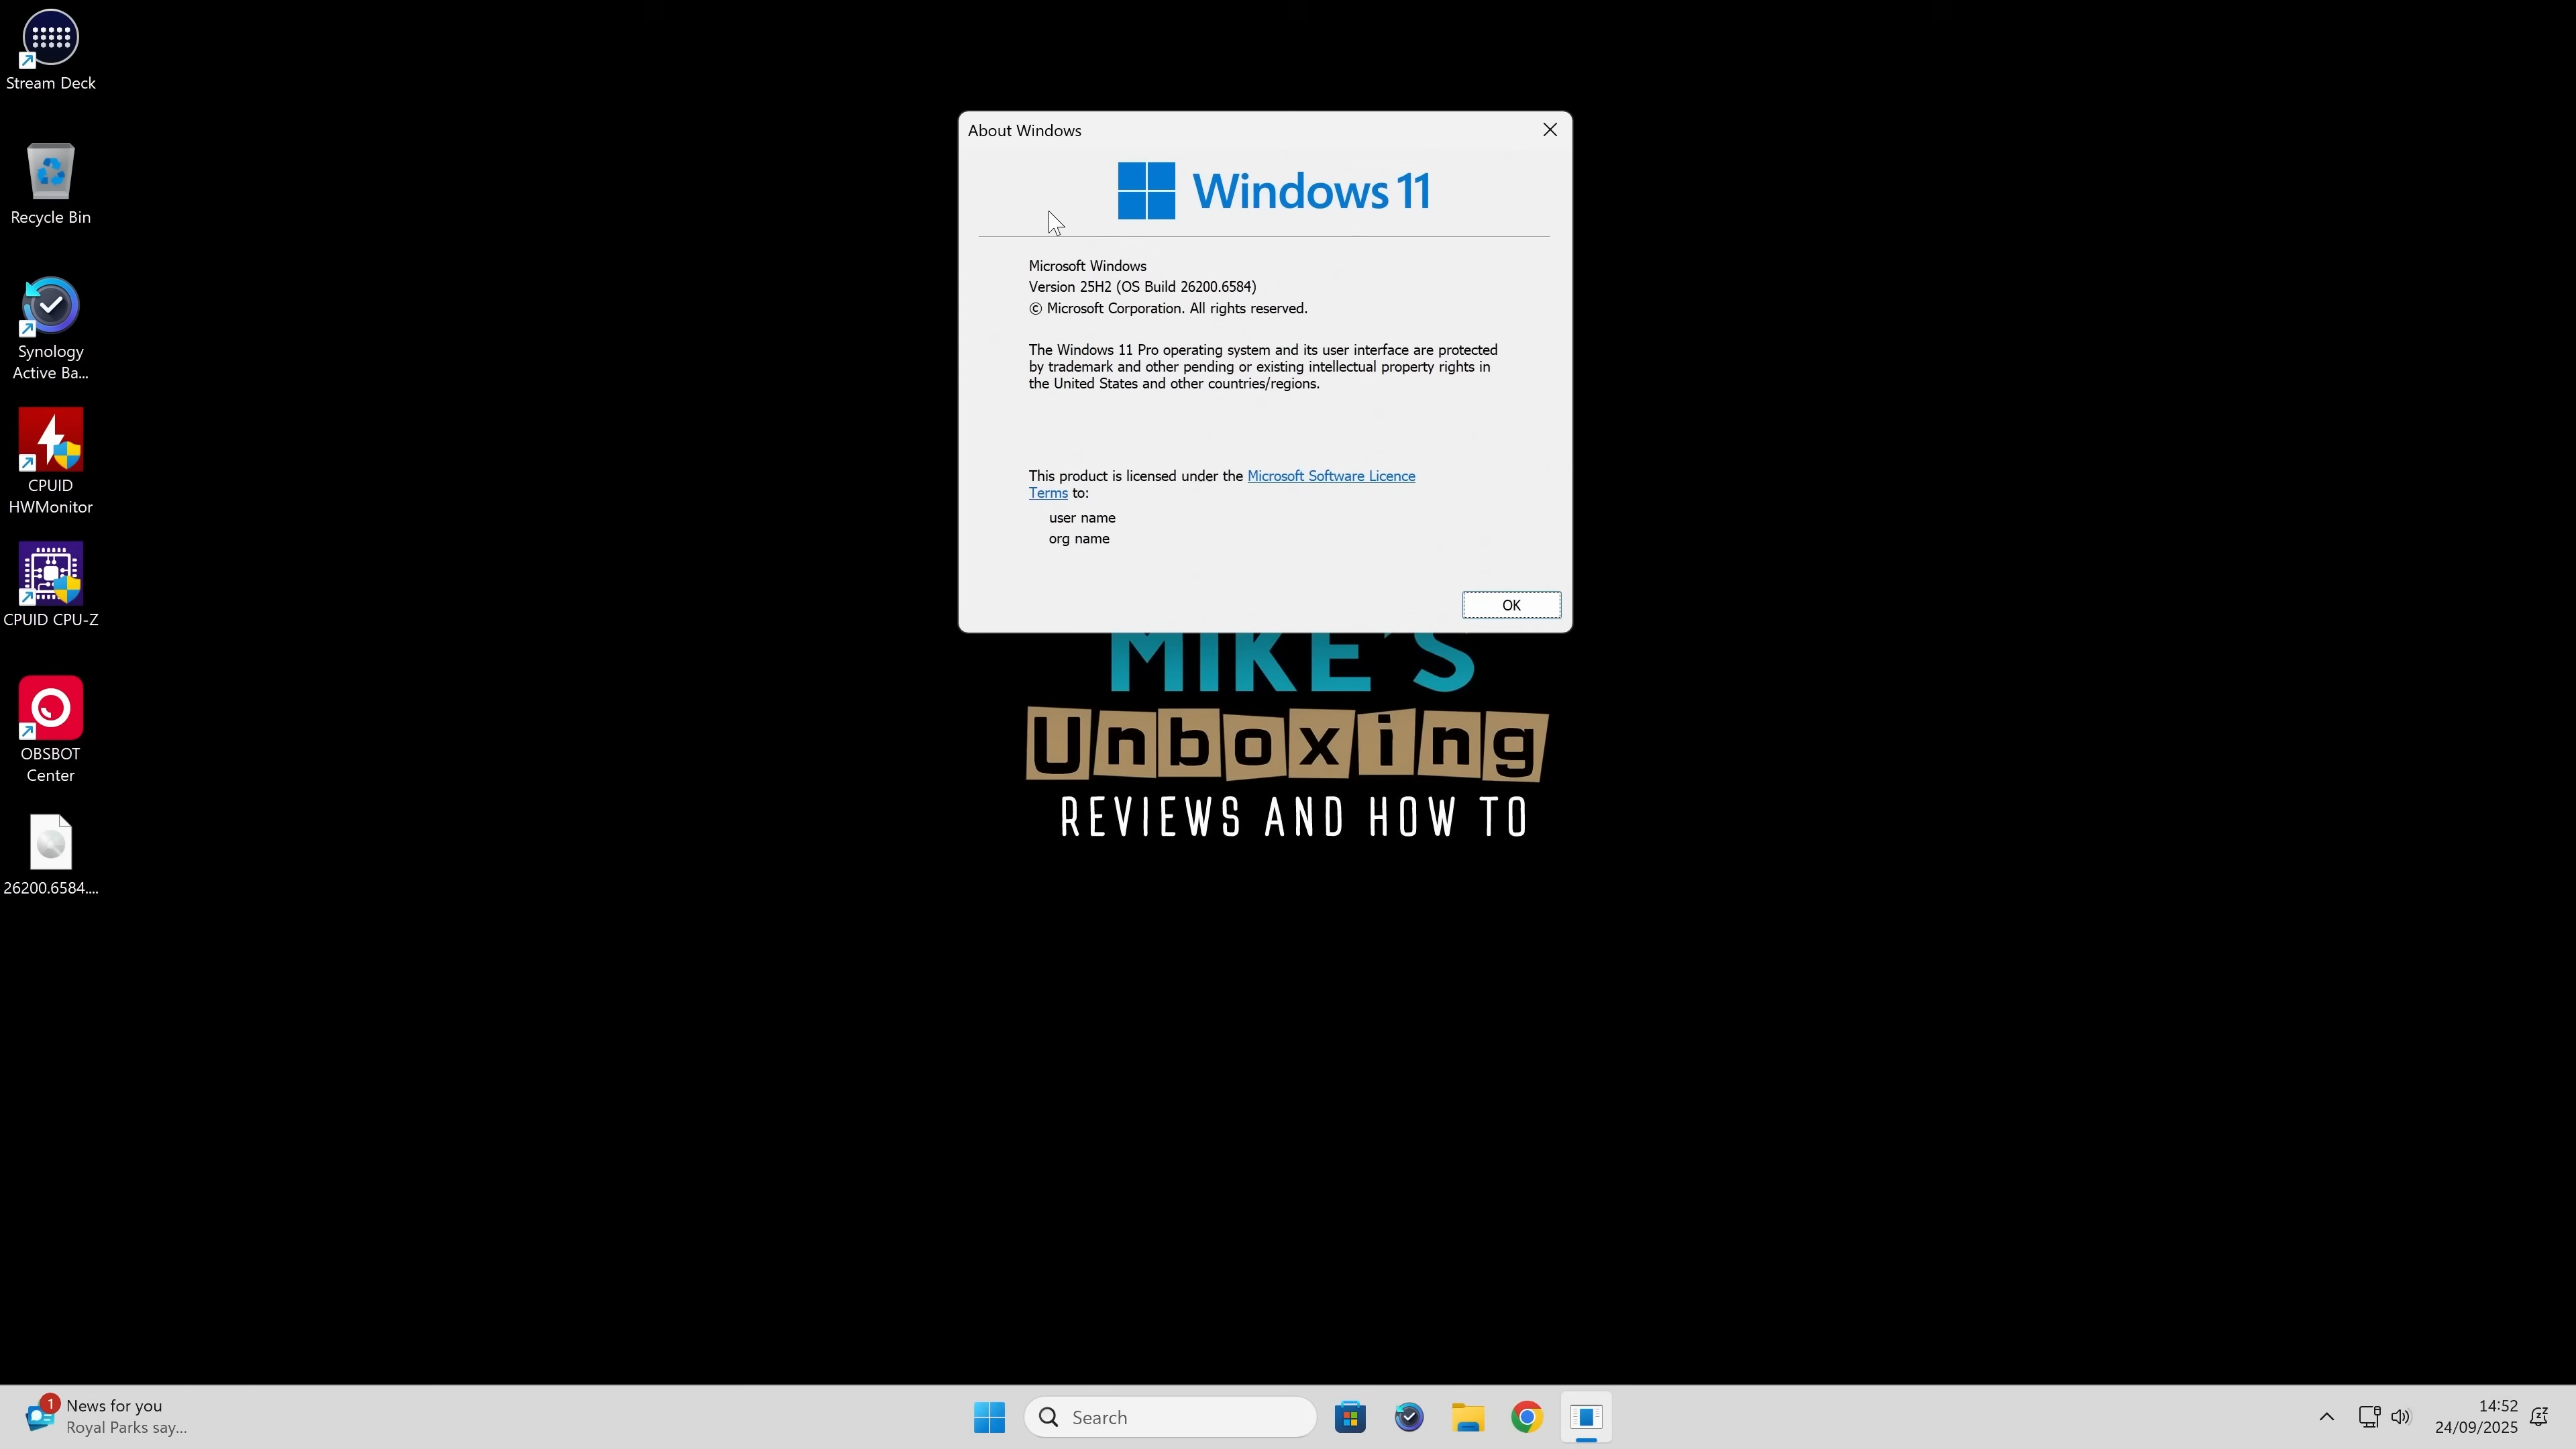 Stream Deck
Recycle Bin
Synology
Active Ba...
CPUID
HWMonitor
CPUID CPU-Z
OBSBOT
Center
26200.6584....
About Windows
Windows 11
Microsoft Windows
Version 25H2 (OS Build 26200.6584)
© Microsoft Corporation. All rights reserved.
The Windows 11 Pro operating system and its user interface are protected
by trademark and other pending or existing intellectual property rights in
the United States and other countries/regions.
This product is licensed under the Microsoft Software Licence
Terms to:
user name
org name
OK
MIKE'S
Unboxing
REVIEWS AND HOW TO
1
News for you
Royal Parks say...
Search
14:52
24/09/2025